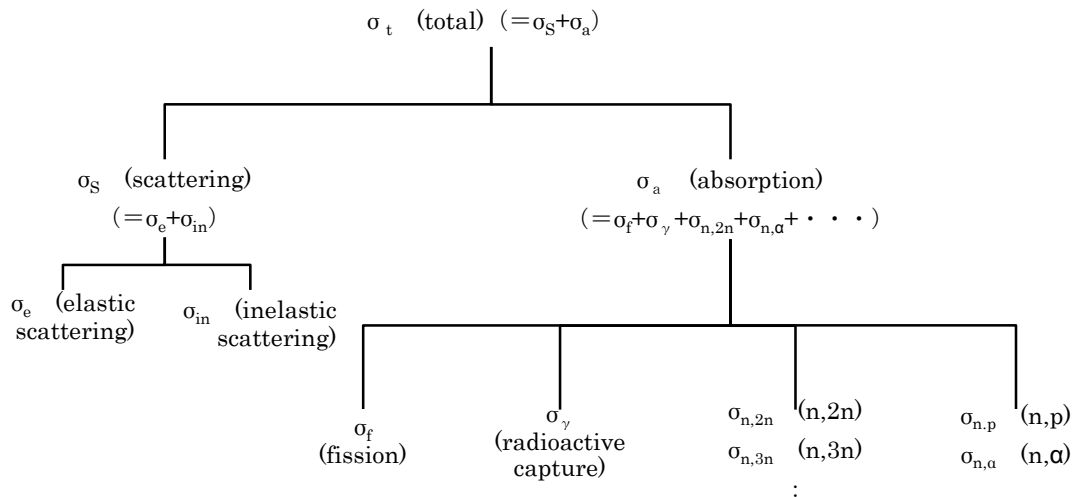 σt (total) (=σS+σa)
σS (scattering)
(=σe+σin)
σa (absorption)
(=σf+σγ+σn,2n+σn,α+・・・)
σe (elastic
scattering)
σin (inelastic
scattering)
σf
(fission)
σγ
(radioactive
capture)
σn,2n (n,2n)
σn,3n (n,3n)
:
σn.p (n,p)
σn,α (n,α)